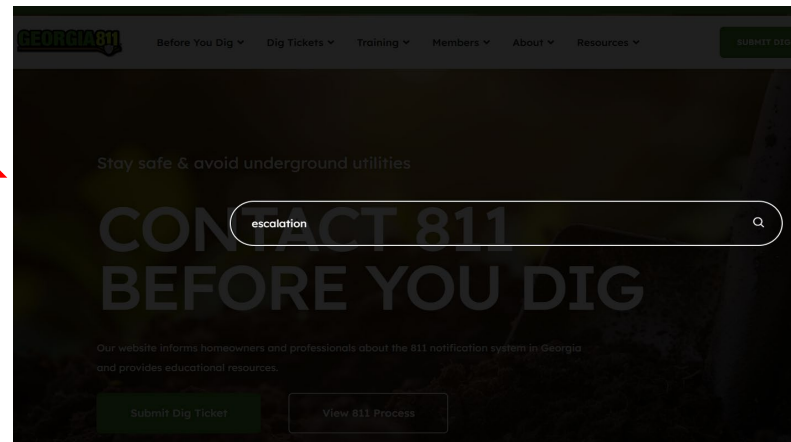 GEORGIA811 Before You Dig Dig Tickets Training Members About Resources SUBMIT DIG
Stay safe & avoid underground utilities
CONTACT 811
escalation
BEFORE YOU DIG
Our website informs homeowners and professionals about the 811 notification system in Georgia
and provides educational resources.
Submit Dig Ticket View 811 Process